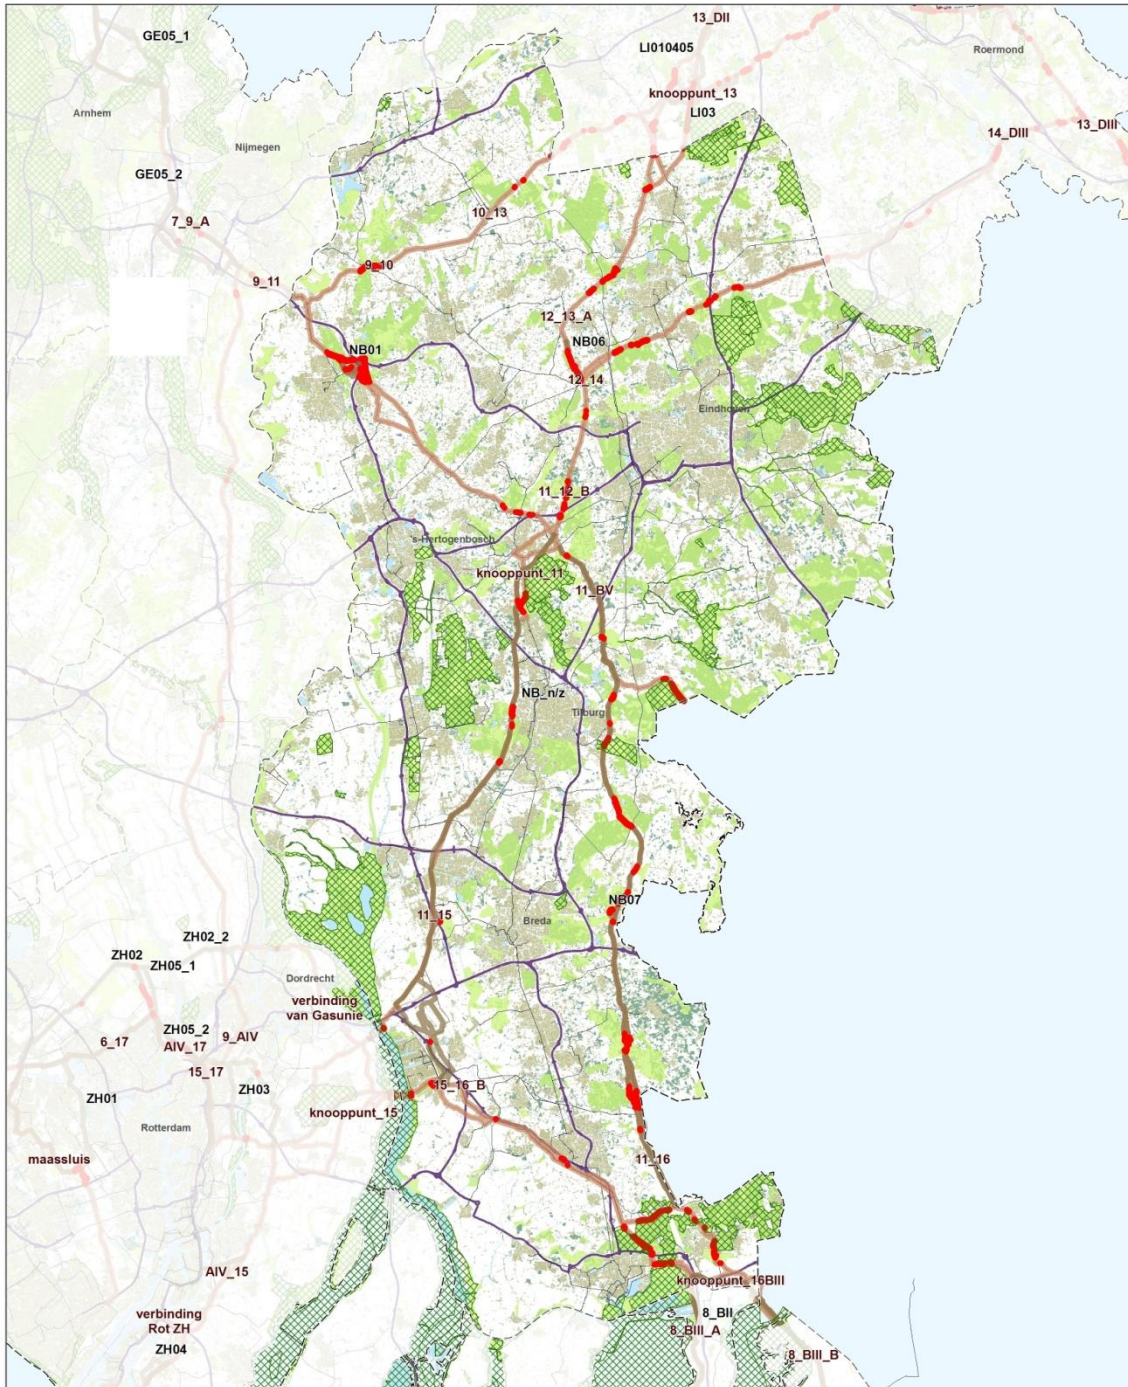 13_DII
GE05_1
LI010405
Roermond
knooppunt_13
Arnhem
LI03
13_DIII
14_DIII
Nijmegen
GE05_2
10_13
7_9_A
9_10
9_11
12_13_A
NB06
NB01
12_14
Eindhoven
11_12_B
's-Hertogenbosch
knooppunt_11
11_BV
NB_n/z
Tilburg
NB07
11_15
Breda
ZH02_2
ZH02
ZH05_1
Dordrecht
verbinding
van Gasunie
ZH05_2
9_AIV
6_17
AIV_17
15_17
15_16_B
ZH03
ZH01
knooppunt_15
Rotterdam
maassluis
11_16
AIV_15
knooppunt_16BIII
verbinding
Rot ZH
8_BII
8_BIII_A
ZH04
8_BIII_B